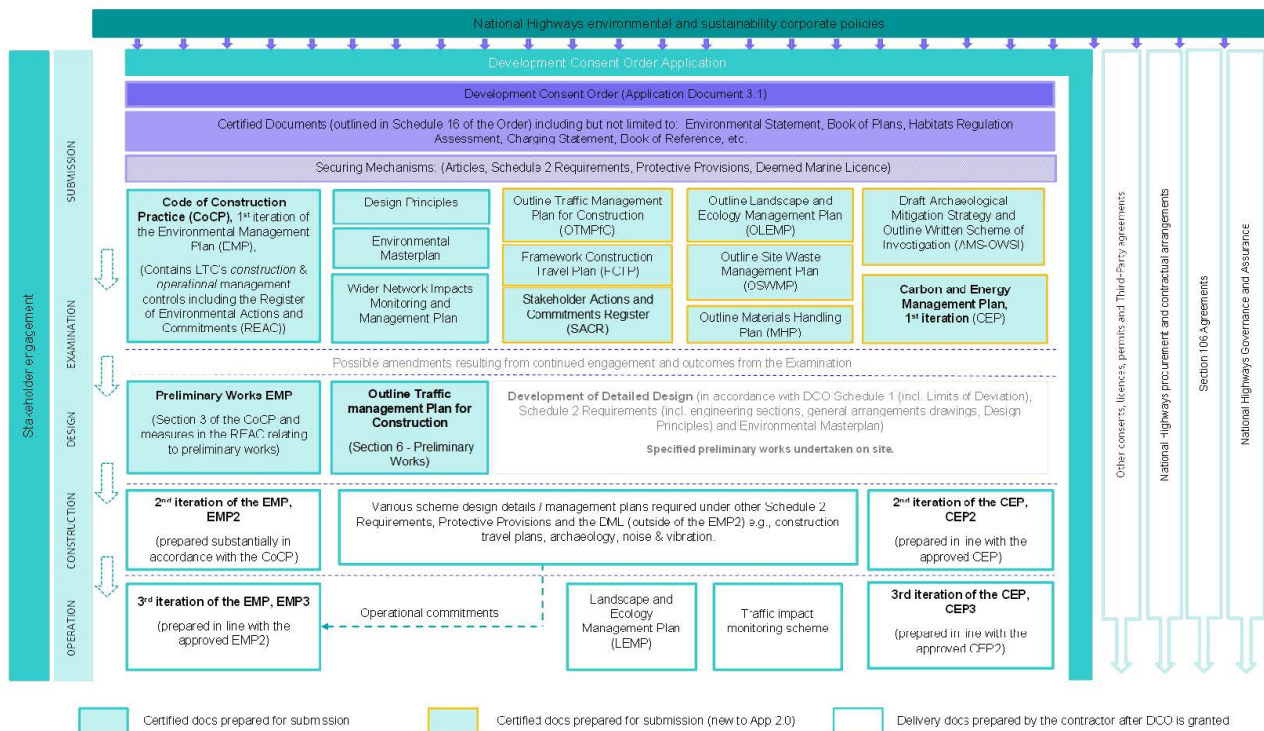 National Highways environmental and sustainability corporate policies
Stakeholder engagement
SUBMISSION
EXAMINATION
DESIGN
CONSTRUCTION
OPERATION
Development Consent Order Application
Development Consent Order (Application Document 3.1)
Certified Documents (outlined in Schedule 16 of the Order) including but not limited to: Environmental Statement, Book of Plans, Habitats Regulation
Assessment, Charging Statement, Book of Reference, etc.
Securing Mechanisms: (Articles, Schedule 2 Requirements, Protective Provisions, Deemed Marine Licence)
Code of Construction
Practice (CoCP), 1st iteration of
the Environmental Management
Plan (EMP),
(Contains LTC's construction &
operational management
controls including the Register
of Environmental Actions and
Commitments (REAC))
Design Principles
Environmental
Masterplan
Wider Network Impacts
Monitoring and
Management Plan
Outline Traffic Management
Plan for Construction
(OTMPfC)
Framework Construction
Travel Plan (FCTP)
Stakeholder Actions and
Commitments Register
(SACR)
Outline Landscape and
Ecology Management Plan
(OLEMP)
Outline Site Waste
Management Plan
(OSWMP)
Outline Materials Handling
Plan (MHP)
Draft Archaeological
Mitigation Strategy and
Outline Written Scheme of
Investigation (AMS-OWSI)
Carbon and Energy
Management Plan,
1st iteration (CEP)
Possible amendments resulting from continued engagement and outcomes from the Examination
Preliminary Works EMP
(Section 3 of the CoCP and
measures in the REAC relating
to preliminary works)
Outline Traffic
management Plan for
Construction
(Section 6 - Preliminary
Works)
Development of Detailed Design (in accordance with DCO Schedule 1 (incl. Limits of Deviation),
Schedule 2 Requirements (incl. engineering sections, general arrangements drawings, Design
Principles) and Environmental Masterplan)
Specified preliminary works undertaken on site.
2nd iteration of the EMP,
EMP2
(prepared substantially in
accordance with the CoCP)
Various scheme design details / management plans required under other Schedule 2
Requirements, Protective Provisions and the DML (outside of the EMP2) e.g., construction
travel plans, archaeology, noise & vibration.
2nd iteration of the CEP,
CEP2
(prepared in line with the
approved CEP)
3rd iteration of the EMP, EMP3
(prepared in line with the
approved EMP2)
Operational commitments
Landscape and
Ecology
Management Plan
(LEMP)
Traffic impact
monitoring scheme
3rd iteration of the CEP,
CEP3
(prepared in line with the
approved CEP2)
Other consents, licences, permits and Third-Party agreements
National Highways procurement and contractual arrangements
Section 106 Agreements
National Highways Governance and Assurance
Certified docs prepared for submission
Certified docs prepared for submission (new to App 2.0)
Delivery docs prepared by the contractor after DCO is granted